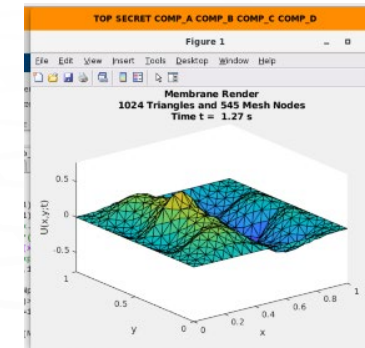 TOP SECRET COMP_A COMP_B COMP_C COMP_D
Figure 1
File Edit View Insert Tools Desktop Window Help
Membrane Render
1024 Triangles and 545 Mesh Nodes
Time t = 1.27 s
U(x,y;t)
0.5
0
-0.5
1
0.5
0
y
0
0.2
0.4
0.6
0.8
1
x